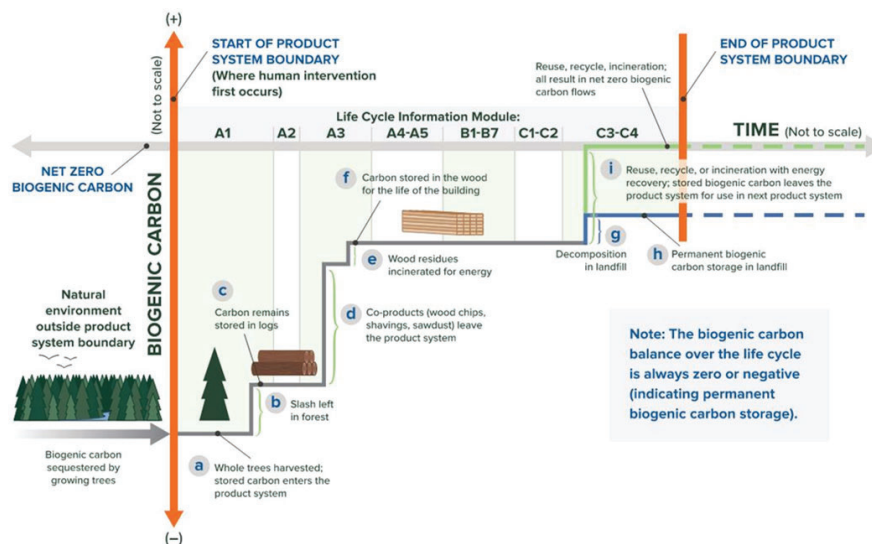 (+)
(Not to scale)
BIOGENIC CARBON
(−)
START OF PRODUCT
SYSTEM BOUNDARY
(Where human intervention
first occurs)
Reuse, recycle, incineration;
all result in net zero biogenic
carbon flows
END OF PRODUCT
SYSTEM BOUNDARY
Life Cycle Information Module:
A1 A2 A3 A4-A5 B1-B7 C1-C2 C3-C4
TIME (Not to scale)
NET ZERO
BIOGENIC CARBON
f Carbon stored in the wood
for the life of the building
i Reuse, recycle, or incineration with energy
recovery; stored biogenic carbon leaves the
product system for use in next product system
g
Decomposition
in landfill
h Permanent biogenic
carbon storage in landfill
e Wood residues
incinerated for energy
Natural
environment
outside product
system boundary
c
Carbon remains
stored in logs
d Co-products (wood chips,
shavings, sawdust) leave
the product system
b Slash left
in forest
Note: The biogenic carbon
balance over the life cycle
is always zero or negative
(indicating permanent
biogenic carbon storage).
Biogenic carbon
sequestered by
growing trees
a Whole trees harvested;
stored carbon enters the
product system